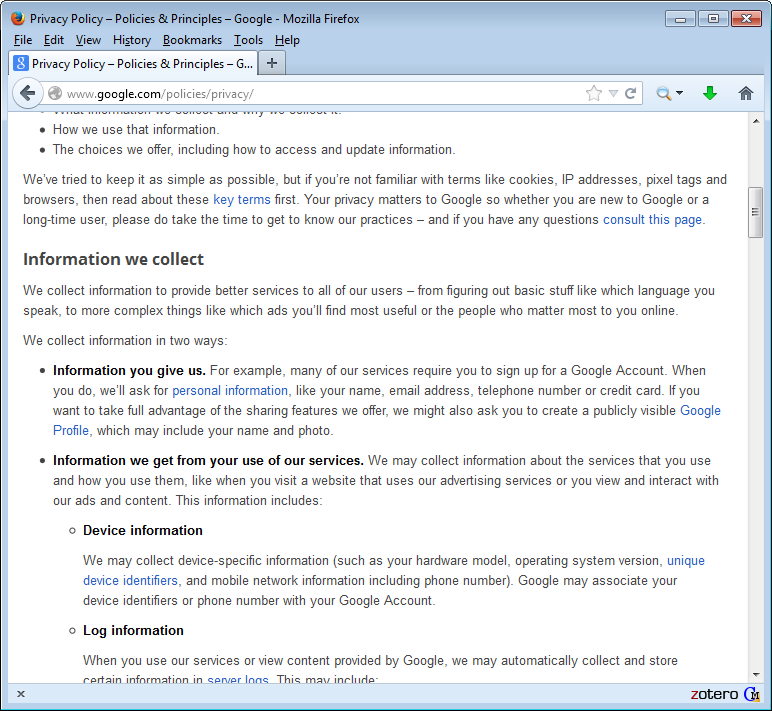 Privacy Policy – Policies & Principles – Google - Mozilla Firefox
File Edit View History Bookmarks Tools Help
Privacy Policy – Policies & Principles – G...
www.google.com/policies/privacy/
What information we collect and why we collect it.
How we use that information.
The choices we offer, including how to access and update information.
We've tried to keep it as simple as possible, but if you're not familiar with terms like cookies, IP addresses, pixel tags and
browsers, then read about these key terms first. Your privacy matters to Google so whether you are new to Google or a
long-time user, please do take the time to get to know our practices – and if you have any questions consult this page.
Information we collect
We collect information to provide better services to all of our users – from figuring out basic stuff like which language you
speak, to more complex things like which ads you'll find most useful or the people who matter most to you online.
We collect information in two ways:
Information you give us. For example, many of our services require you to sign up for a Google Account. When
you do, we'll ask for personal information, like your name, email address, telephone number or credit card. If you
want to take full advantage of the sharing features we offer, we might also ask you to create a publicly visible Google
Profile, which may include your name and photo.
Information we get from your use of our services. We may collect information about the services that you use
and how you use them, like when you visit a website that uses our advertising services or you view and interact with
our ads and content. This information includes:
Device information
We may collect device-specific information (such as your hardware model, operating system version, unique
device identifiers, and mobile network information including phone number). Google may associate your
device identifiers or phone number with your Google Account.
Log information
When you use our services or view content provided by Google, we may automatically collect and store
certain information in server logs. This may include:
zotero